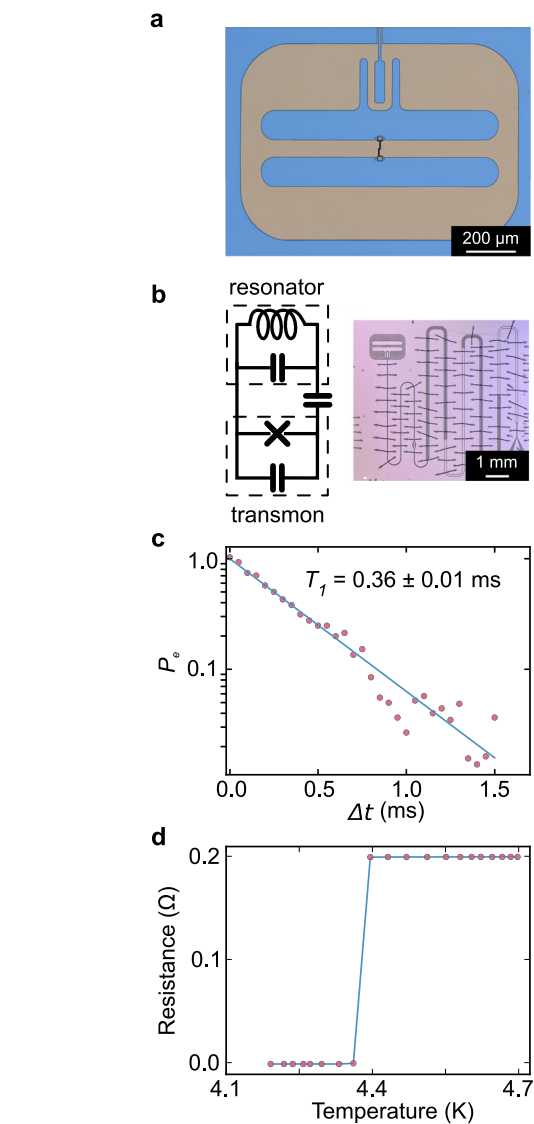 a
200 µm
b
resonator
transmon
1 mm
c
1.0
0.1
Pₑ
T₁ = 0.36 ± 0.01 ms
0.0 0.5 1.0 1.5
Δt (ms)
d
0.2
0.1
0.0
Resistance (Ω)
4.1 4.4 4.7
Temperature (K)